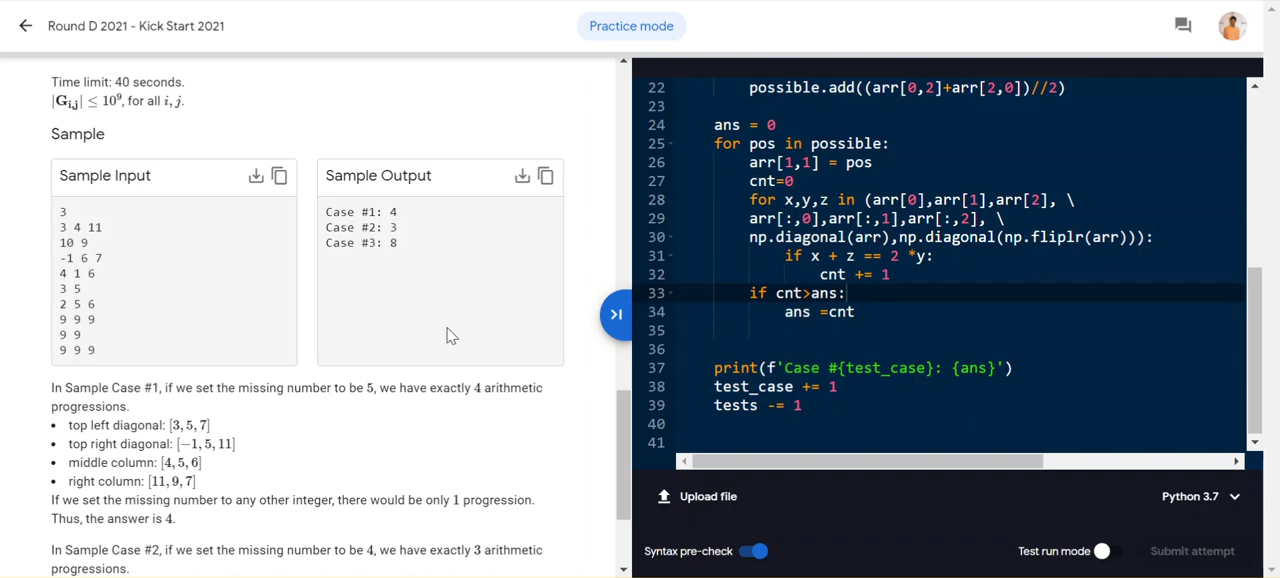 Round D 2021 - Kick Start 2021
Practice mode
Time limit: 40 seconds.
|G_{i,j}| ≤ 10^9, for all i, j.
Sample
Sample Input
3
3 4 11
10 9
-1 6 7
4 1 6
3 5
2 5 6
9 9 9
9 9
9 9 9
Sample Output
Case #1: 4
Case #2: 3
Case #3: 8
In Sample Case #1, if we set the missing number to be 5, we have exactly 4 arithmetic
progressions.
• top left diagonal: [3, 5, 7]
• top right diagonal: [−1, 5, 11]
• middle column: [4, 5, 6]
• right column: [11, 9, 7]
If we set the missing number to any other integer, there would be only 1 progression.
Thus, the answer is 4.
In Sample Case #2, if we set the missing number to be 4, we have exactly 3 arithmetic
progressions.
22 possible.add((arr[0,2]+arr[2,0])//2)
23
24 ans = 0
25 for pos in possible:
26 arr[1,1] = pos
27 cnt=0
28 for x,y,z in (arr[0],arr[1],arr[2], \
29 arr[:,0],arr[:,1],arr[:,2], \
30 np.diagonal(arr),np.diagonal(np.fliplr(arr))):
31 if x + z == 2 *y:
32 cnt += 1
33 if cnt>ans:
34 ans =cnt
35
36
37 print(f'Case #{test_case}: {ans}')
38 test_case += 1
39 tests -= 1
40
41
Upload file
Python 3.7
Syntax pre-check
Test run mode
Submit attempt